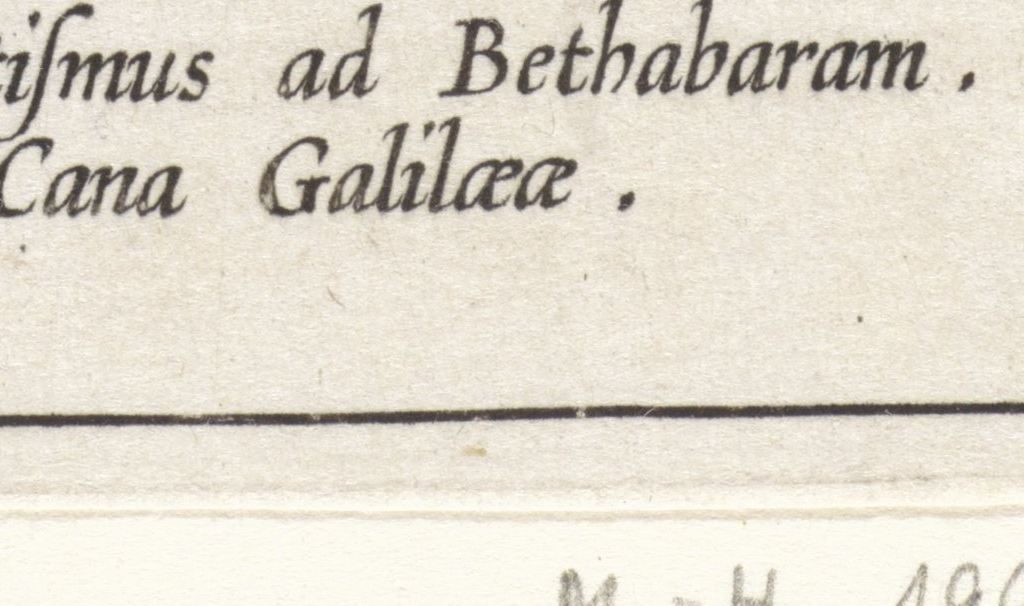 tiſmus ad Bethabaram .
Cana Galilææ .